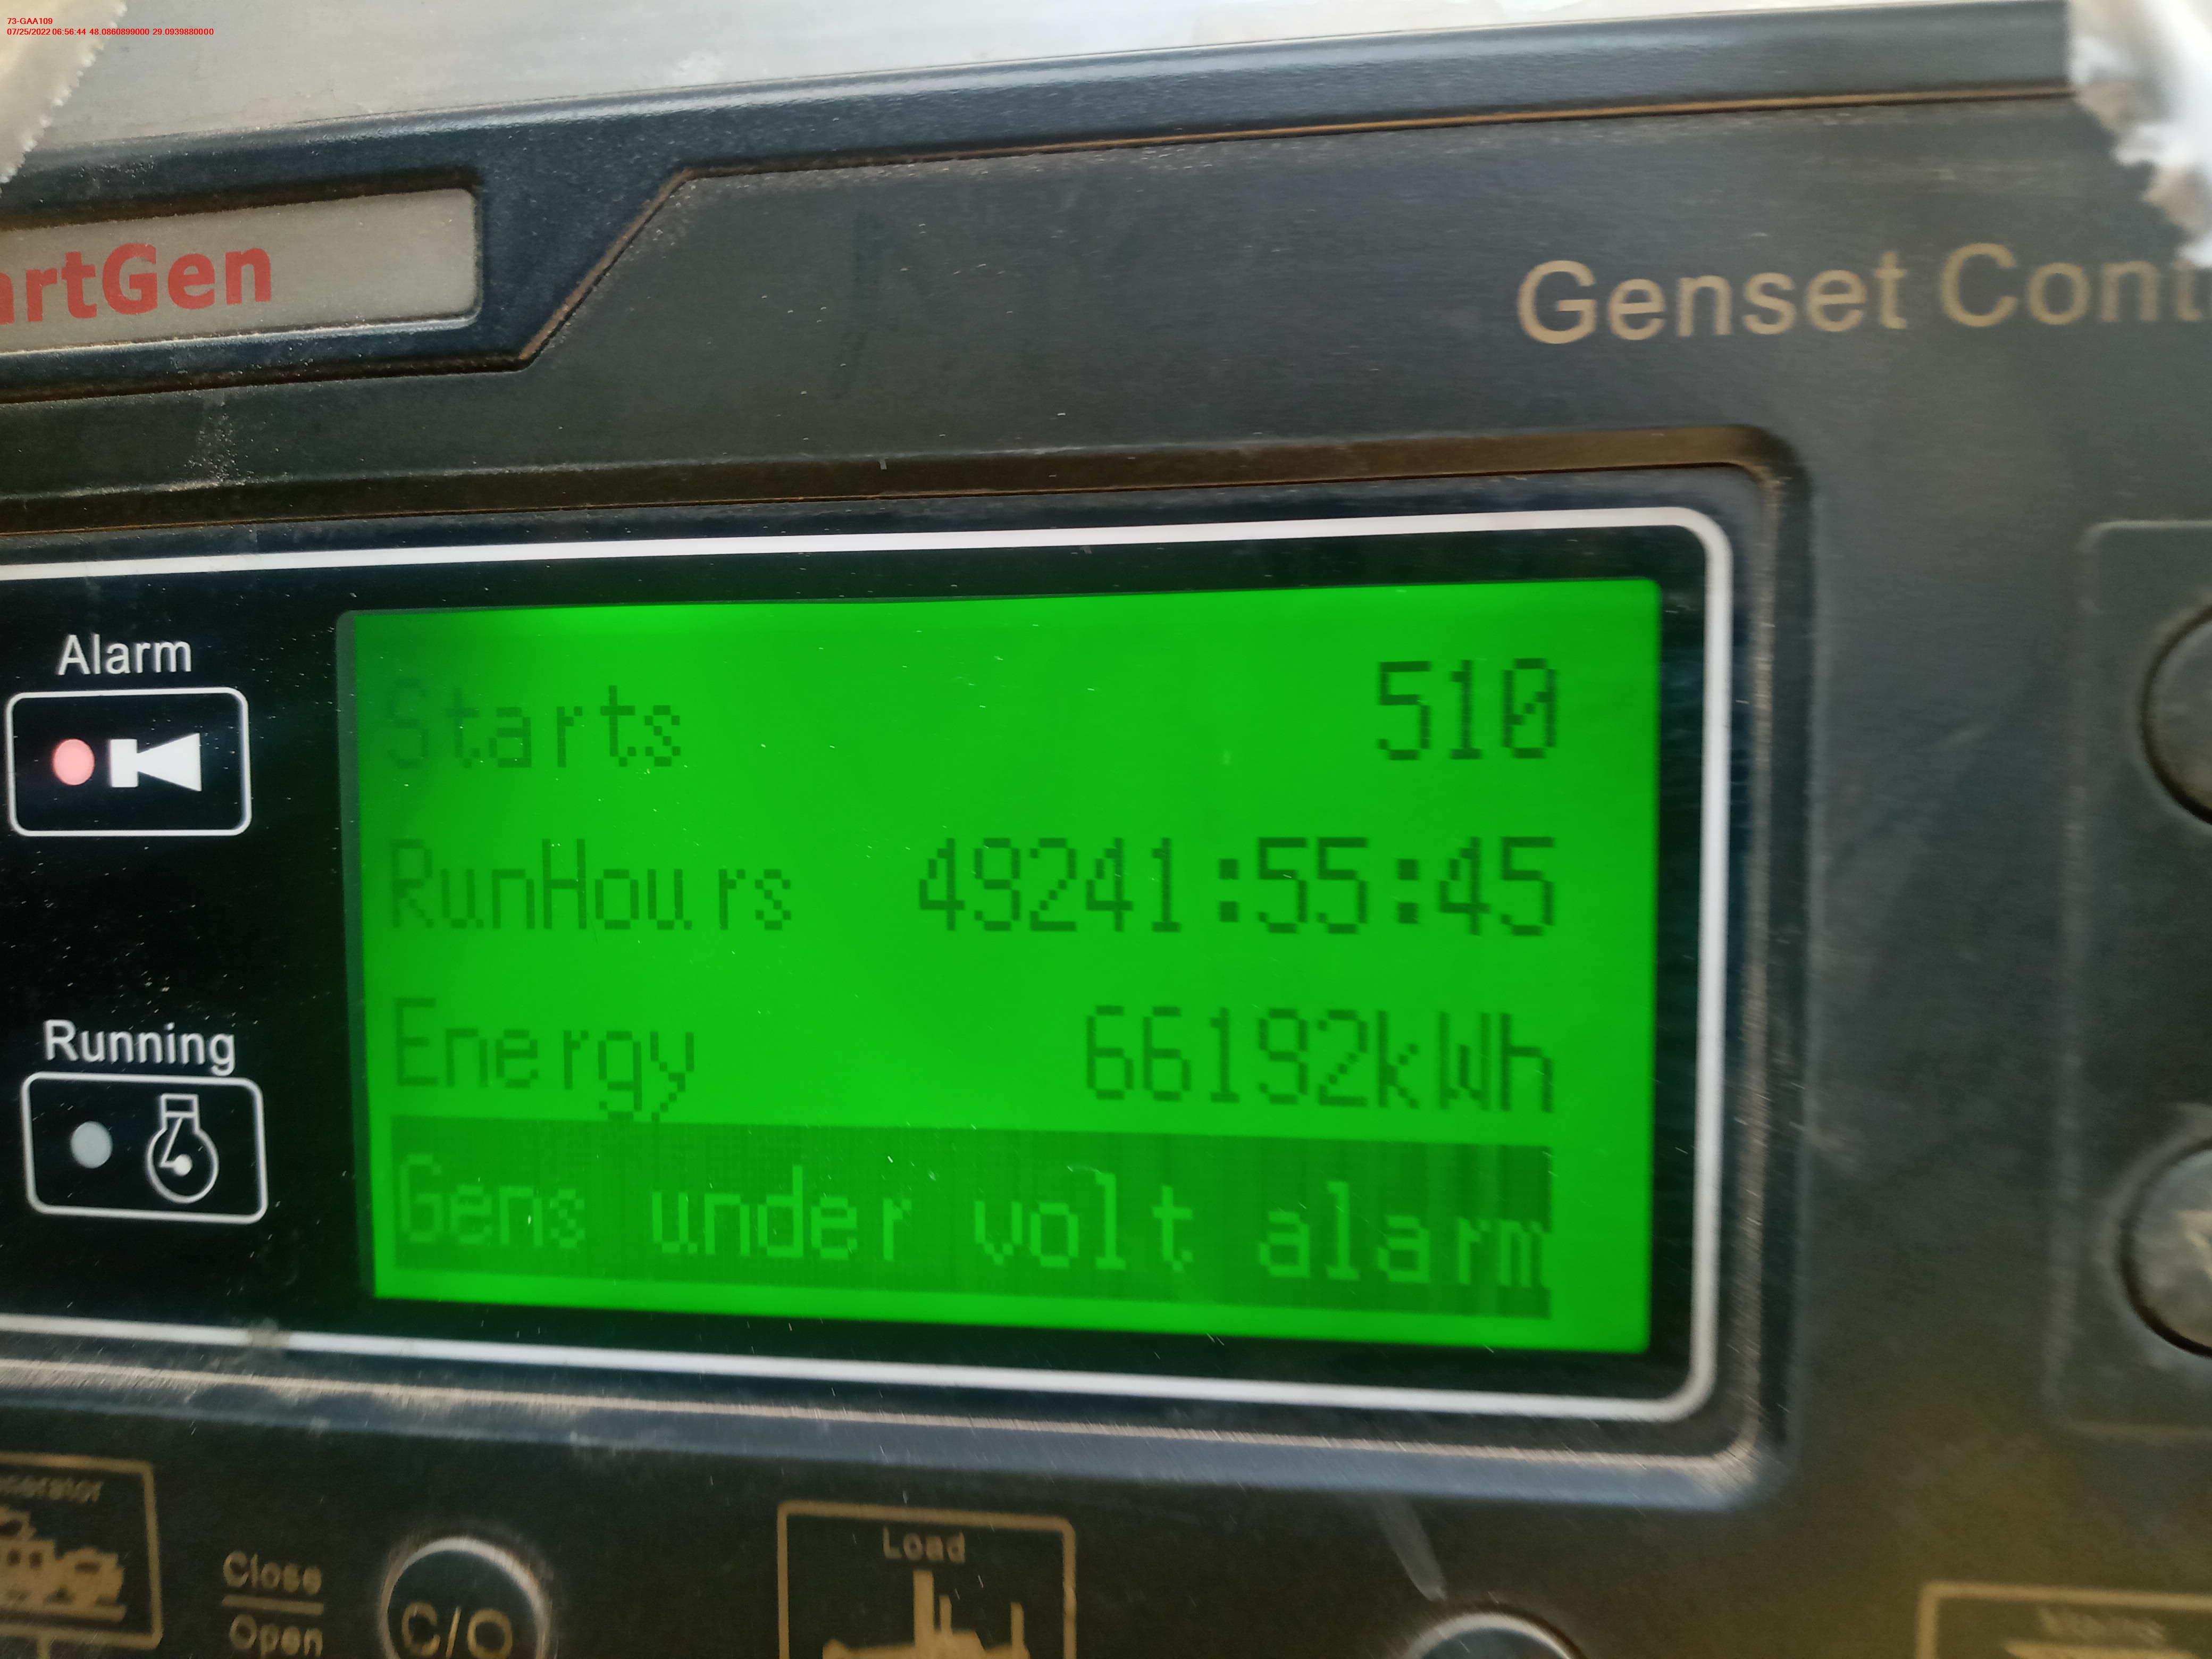 73-GAA109
07/25/2022 06:56:44 48.0860899000 29.0939880000
artGen
Genset Cont
Alarm
Starts 510
RunHours 49241:55:45
Energy 66192kWh
Running
Gens under volt alarm
Close
Open
C/O
Load